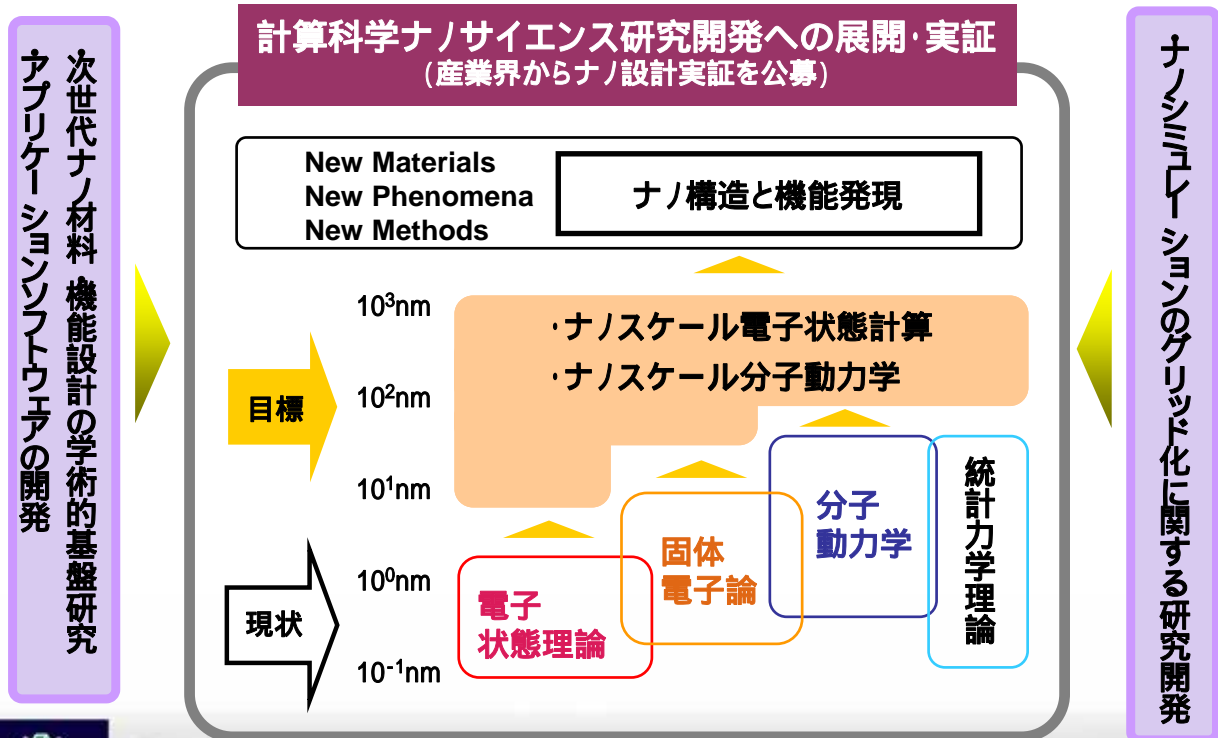 計算科学ナノサイエンス研究開発への展開・実証
(産業界からナノ設計実証を公募)
次世代ナノ材料・機能設計の学術的基盤研究
アプリケーションソフトウェアの開発
New Materials
New Phenomena
New Methods
ナノ構造と機能発現
10³nm
・ナノスケール電子状態計算
・ナノスケール分子動力学
目標
10²nm
10¹nm
現状
10⁰nm
10⁻¹nm
電子
状態理論
固体
電子論
分子
動力学
統計力学理論
ナノシミュレーションのグリッド化に関する研究開発